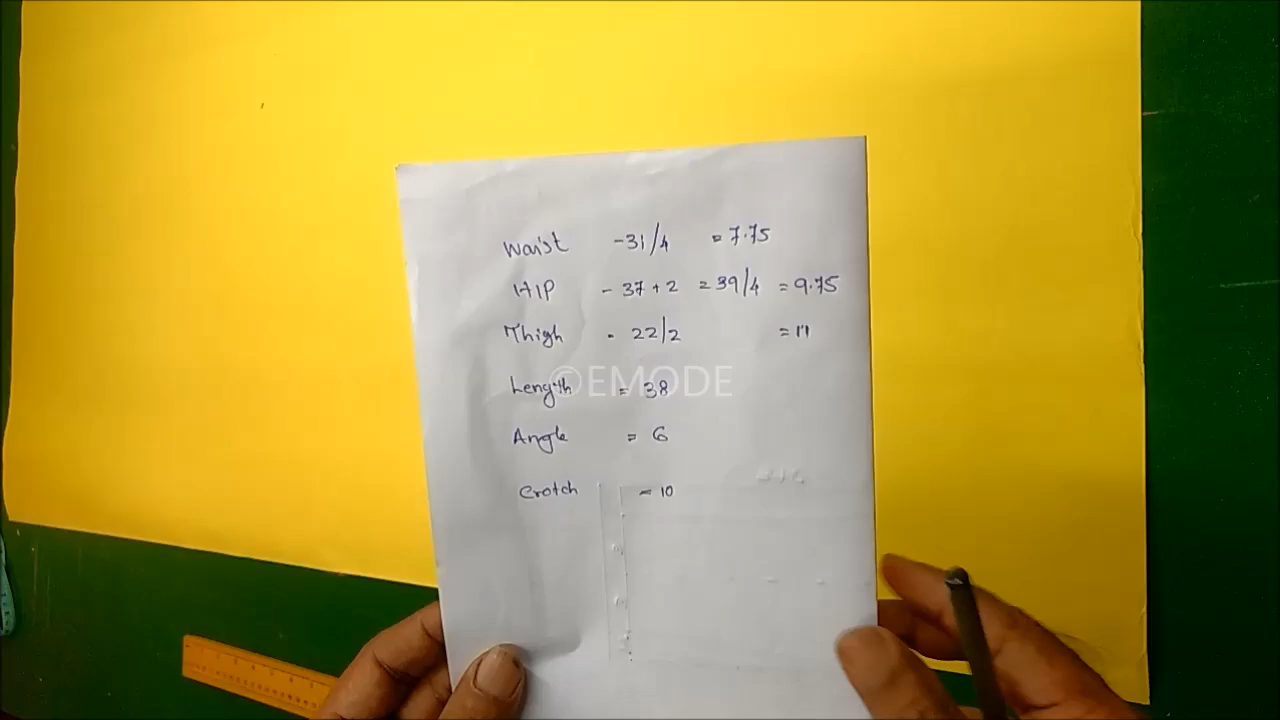 Waist - 31/4 = 7.75
HIP - 37 + 2 = 39/4 = 9.75
Thigh - 22/2 = 11
Length = 38
©EMODE
Angle = 6
Crotch = 10